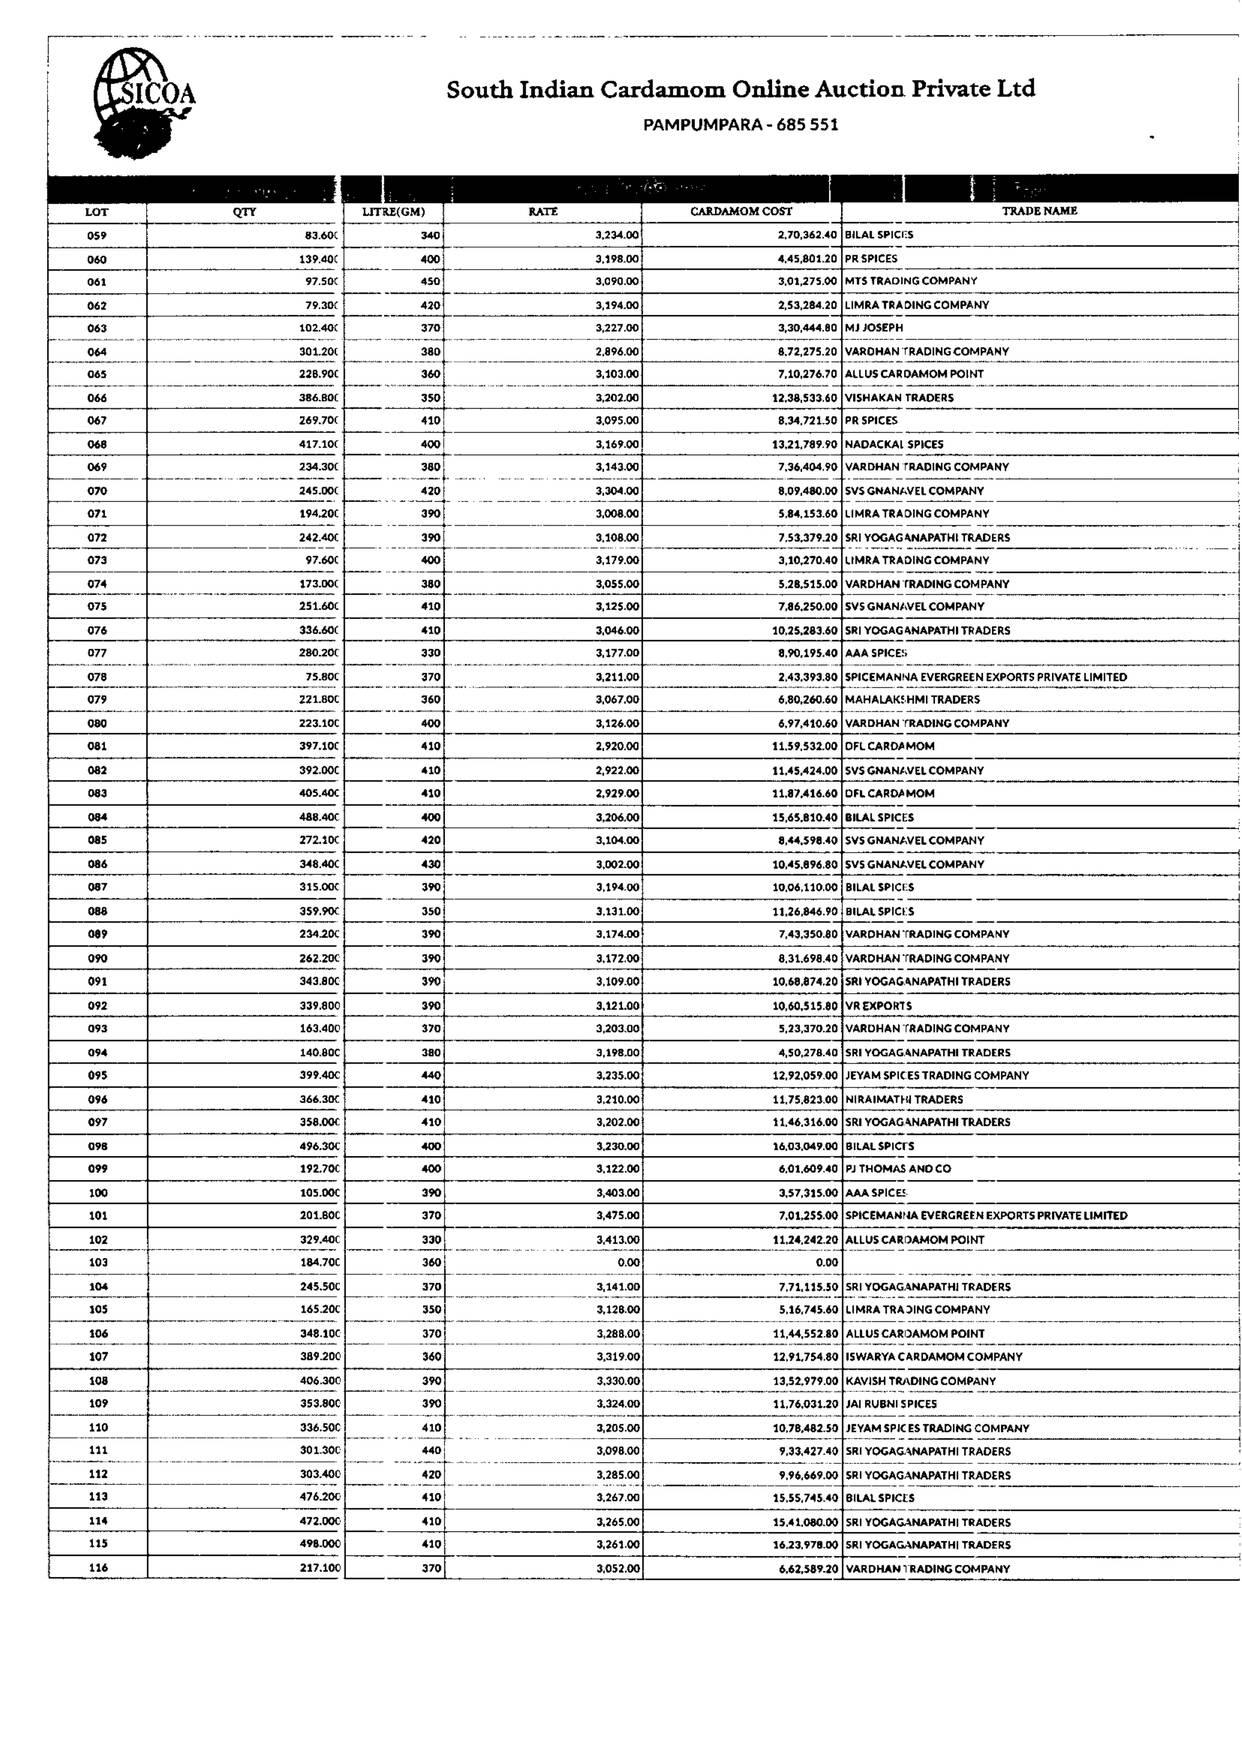 SICOA
South Indian Cardamom Online Auction Private Ltd
PAMPUMPARA - 685 551
LOT QTY LITRE(GM) RATE CARDAMOM COST TRADE NAME
059 83.600 340 3,234.00 2,70,362.40 BILAL SPICES
060 139.400 400 3,198.00 4,45,801.20 PR SPICES
061 97.500 450 3,090.00 3,01,275.00 MTS TRADING COMPANY
062 79.300 420 3,194.00 2,53,284.20 LIMRA TRADING COMPANY
063 102.400 370 3,227.00 3,30,444.80 MJ JOSEPH
064 301.200 380 2,896.00 8,72,275.20 VARDHAN TRADING COMPANY
065 228.900 360 3,103.00 7,10,276.70 ALLUS CARDAMOM POINT
066 386.800 350 3,202.00 12,38,533.60 VISHAKAN TRADERS
067 269.700 410 3,095.00 8,34,721.50 PR SPICES
068 417.100 400 3,169.00 13,21,789.90 NADACKAL SPICES
069 234.300 380 3,143.00 7,36,404.90 VARDHAN TRADING COMPANY
070 245.000 420 3,304.00 8,09,480.00 SVS GNANAVEL COMPANY
071 194.200 390 3,008.00 5,84,153.60 LIMRA TRADING COMPANY
072 242.400 390 3,108.00 7,53,379.20 SRI YOGAGANAPATHI TRADERS
073 97.600 400 3,179.00 3,10,270.40 LIMRA TRADING COMPANY
074 173.000 380 3,055.00 5,28,515.00 VARDHAN TRADING COMPANY
075 251.600 410 3,125.00 7,86,250.00 SVS GNANAVEL COMPANY
076 336.600 410 3,046.00 10,25,283.60 SRI YOGAGANAPATHI TRADERS
077 280.200 330 3,177.00 8,90,195.40 AAA SPICES
078 75.800 370 3,211.00 2,43,393.80 SPICEMANNA EVERGREEN EXPORTS PRIVATE LIMITED
079 221.800 360 3,067.00 6,80,260.60 MAHALAKSHMI TRADERS
080 223.100 400 3,126.00 6,97,410.60 VARDHAN TRADING COMPANY
081 397.100 410 2,920.00 11,59,532.00 DFL CARDAMOM
082 392.000 410 2,922.00 11,45,424.00 SVS GNANAVEL COMPANY
083 405.400 410 2,929.00 11,87,416.60 DFL CARDAMOM
084 488.400 400 3,206.00 15,65,810.40 BILAL SPICES
085 272.100 420 3,104.00 8,44,598.40 SVS GNANAVEL COMPANY
086 348.400 430 3,002.00 10,45,896.80 SVS GNANAVEL COMPANY
087 315.000 390 3,194.00 10,06,110.00 BILAL SPICES
088 359.900 350 3,131.00 11,26,846.90 BILAL SPICES
089 234.200 390 3,174.00 7,43,350.80 VARDHAN TRADING COMPANY
090 262.200 390 3,172.00 8,31,698.40 VARDHAN TRADING COMPANY
091 343.800 390 3,109.00 10,68,874.20 SRI YOGAGANAPATHI TRADERS
092 339.800 390 3,121.00 10,60,515.80 VR EXPORTS
093 163.400 370 3,203.00 5,23,370.20 VARDHAN TRADING COMPANY
094 140.800 380 3,198.00 4,50,278.40 SRI YOGAGANAPATHI TRADERS
095 399.400 440 3,235.00 12,92,059.00 JEYAM SPICES TRADING COMPANY
096 366.300 410 3,210.00 11,75,823.00 NIRAIMATHI TRADERS
097 358.000 410 3,202.00 11,46,316.00 SRI YOGAGANAPATHI TRADERS
098 496.300 400 3,230.00 16,03,049.00 BILAL SPICES
099 192.700 400 3,122.00 6,01,609.40 PJ THOMAS AND CO
100 105.000 390 3,403.00 3,57,315.00 AAA SPICES
101 201.800 370 3,475.00 7,01,255.00 SPICEMANNA EVERGREEN EXPORTS PRIVATE LIMITED
102 329.400 330 3,413.00 11,24,242.20 ALLUS CARDAMOM POINT
103 184.700 360 0.00 0.00
104 245.500 370 3,141.00 7,71,115.50 SRI YOGAGANAPATHI TRADERS
105 165.200 350 3,128.00 5,16,745.60 LIMRA TRADING COMPANY
106 348.100 370 3,288.00 11,44,552.80 ALLUS CARDAMOM POINT
107 389.200 360 3,319.00 12,91,754.80 ISWARYA CARDAMOM COMPANY
108 406.300 390 3,330.00 13,52,979.00 KAVISH TRADING COMPANY
109 353.800 390 3,324.00 11,76,031.20 JAI RUBNI SPICES
110 336.500 410 3,205.00 10,78,482.50 JEYAM SPICES TRADING COMPANY
111 301.300 440 3,098.00 9,33,427.40 SRI YOGAGANAPATHI TRADERS
112 303.400 420 3,285.00 9,96,669.00 SRI YOGAGANAPATHI TRADERS
113 476.200 410 3,267.00 15,55,745.40 BILAL SPICES
114 472.000 410 3,265.00 15,41,080.00 SRI YOGAGANAPATHI TRADERS
115 498.000 410 3,261.00 16,23,978.00 SRI YOGAGANAPATHI TRADERS
116 217.100 370 3,052.00 6,62,589.20 VARDHAN TRADING COMPANY